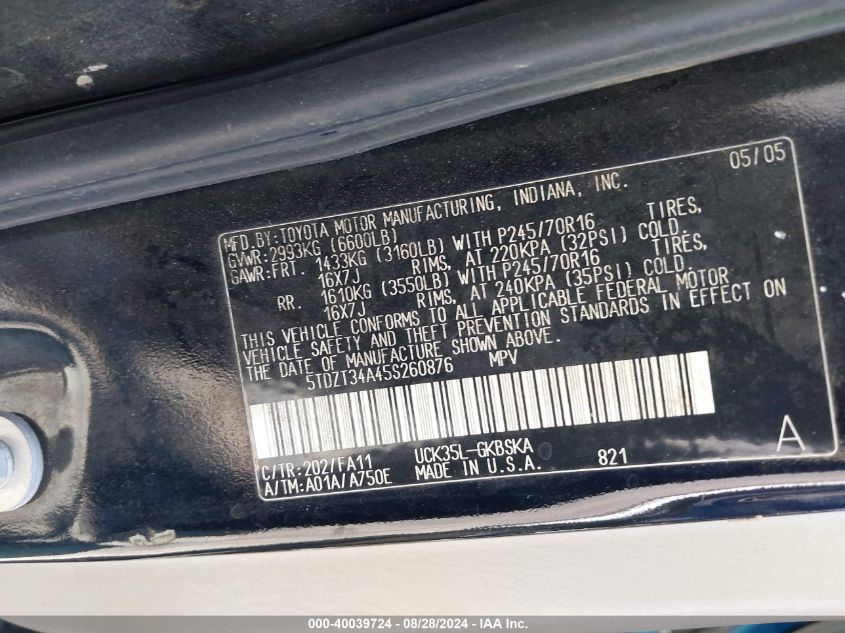 05/05
MFD.BY:TOYOTA MOTOR MANUFACTURING, INDIANA, INC.
GVWR:2993KG (6600LB)
GAWR:FRT. 1433KG (3160LB) WITH P245/70R16 TIRES,
16X7J RIMS, AT 220KPA (32PSI) COLD.
RR. 1610KG (3550LB) WITH P245/70R16 TIRES,
16X7J RIMS, AT 240KPA (35PSI) COLD.
THIS VEHICLE CONFORMS TO ALL APPLICABLE FEDERAL MOTOR
VEHICLE SAFETY AND THEFT PREVENTION STANDARDS IN EFFECT ON
THE DATE OF MANUFACTURE SHOWN ABOVE.
5TDZT34A45S260876 MPV
C/TR:202/FA11 UCK35L-GKBSKA A
A/TM:A01A/A750E MADE IN U.S.A. 821
000-40039724 - 08/28/2024 - IAA Inc.